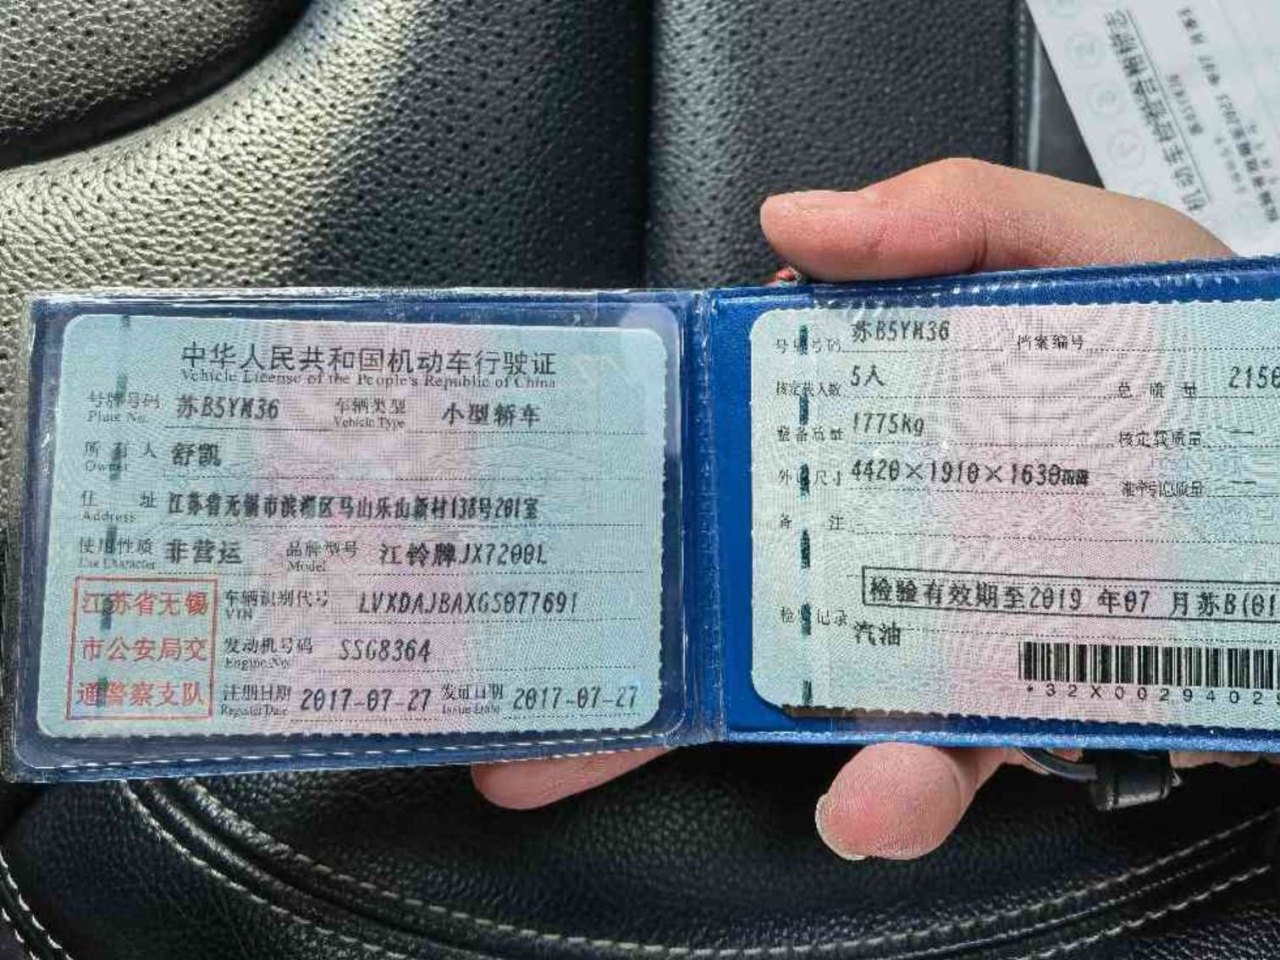 中华人民共和国机动车行驶证
Vehicle License of the People's Republic of China
号牌号码 苏B5YM36 车辆类型 小型轿车
Plate No. Vehicle Type
所有人 舒凯
Owner
住址 江苏省无锡市滨湖区马山乐山新村138号201室
Address
使用性质 非营运 品牌型号 江铃牌JX7200L
Use Character Model
江苏省无锡
市公安局交
通警察支队
车辆识别代号 LVXDAJBAXGS077691
VIN
发动机号码 SSG8364
Engine No.
注册日期 2017-07-27 发证日期 2017-07-27
Register Date Issue Date
号牌号码 苏B5YM36 档案编号
核定载人数 5人 总质量 2156
整备质量 1775kg 核定载质量 --
外廓尺寸 4420×1910×1630 准牵引总质量 --
备注
检验有效期至2019年07月苏B(01
检验记录
汽油
*32X0029402